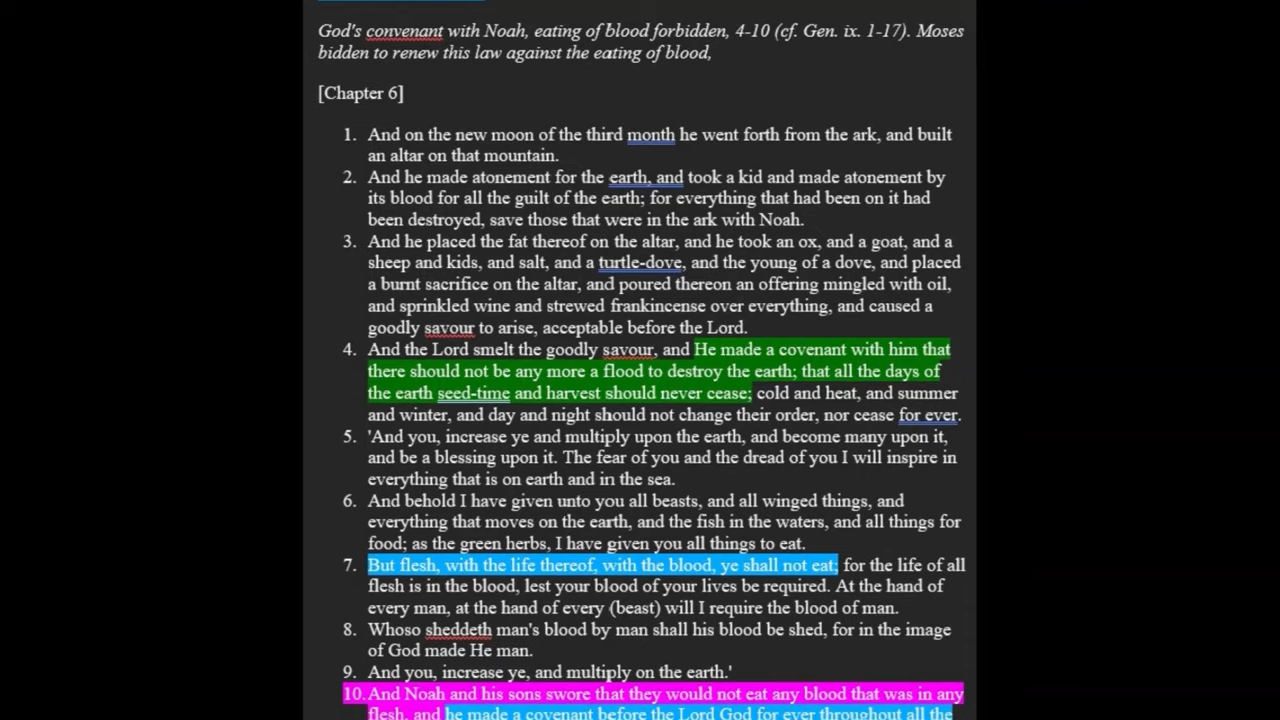 God's convenant with Noah, eating of blood forbidden, 4-10 (cf. Gen. ix. 1-17). Moses
bidden to renew this law against the eating of blood,
[Chapter 6]
1. And on the new moon of the third month he went forth from the ark, and built
an altar on that mountain.
2. And he made atonement for the earth, and took a kid and made atonement by
its blood for all the guilt of the earth; for everything that had been on it had
been destroyed, save those that were in the ark with Noah.
3. And he placed the fat thereof on the altar, and he took an ox, and a goat, and a
sheep and kids, and salt, and a turtle-dove, and the young of a dove, and placed
a burnt sacrifice on the altar, and poured thereon an offering mingled with oil,
and sprinkled wine and strewed frankincense over everything, and caused a
goodly savour to arise, acceptable before the Lord.
4. And the Lord smelt the goodly savour, and He made a covenant with him that
there should not be any more a flood to destroy the earth; that all the days of
the earth seed-time and harvest should never cease; cold and heat, and summer
and winter, and day and night should not change their order, nor cease for ever.
5. 'And you, increase ye and multiply upon the earth, and become many upon it,
and be a blessing upon it. The fear of you and the dread of you I will inspire in
everything that is on earth and in the sea.
6. And behold I have given unto you all beasts, and all winged things, and
everything that moves on the earth, and the fish in the waters, and all things for
food; as the green herbs, I have given you all things to eat.
7. But flesh, with the life thereof, with the blood, ye shall not eat; for the life of all
flesh is in the blood, lest your blood of your lives be required. At the hand of
every man, at the hand of every (beast) will I require the blood of man.
8. Whoso sheddeth man's blood by man shall his blood be shed, for in the image
of God made He man.
9. And you, increase ye, and multiply on the earth.'
10. And Noah and his sons swore that they would not eat any blood that was in any
flesh, and he made a covenant before the Lord God for ever throughout all the